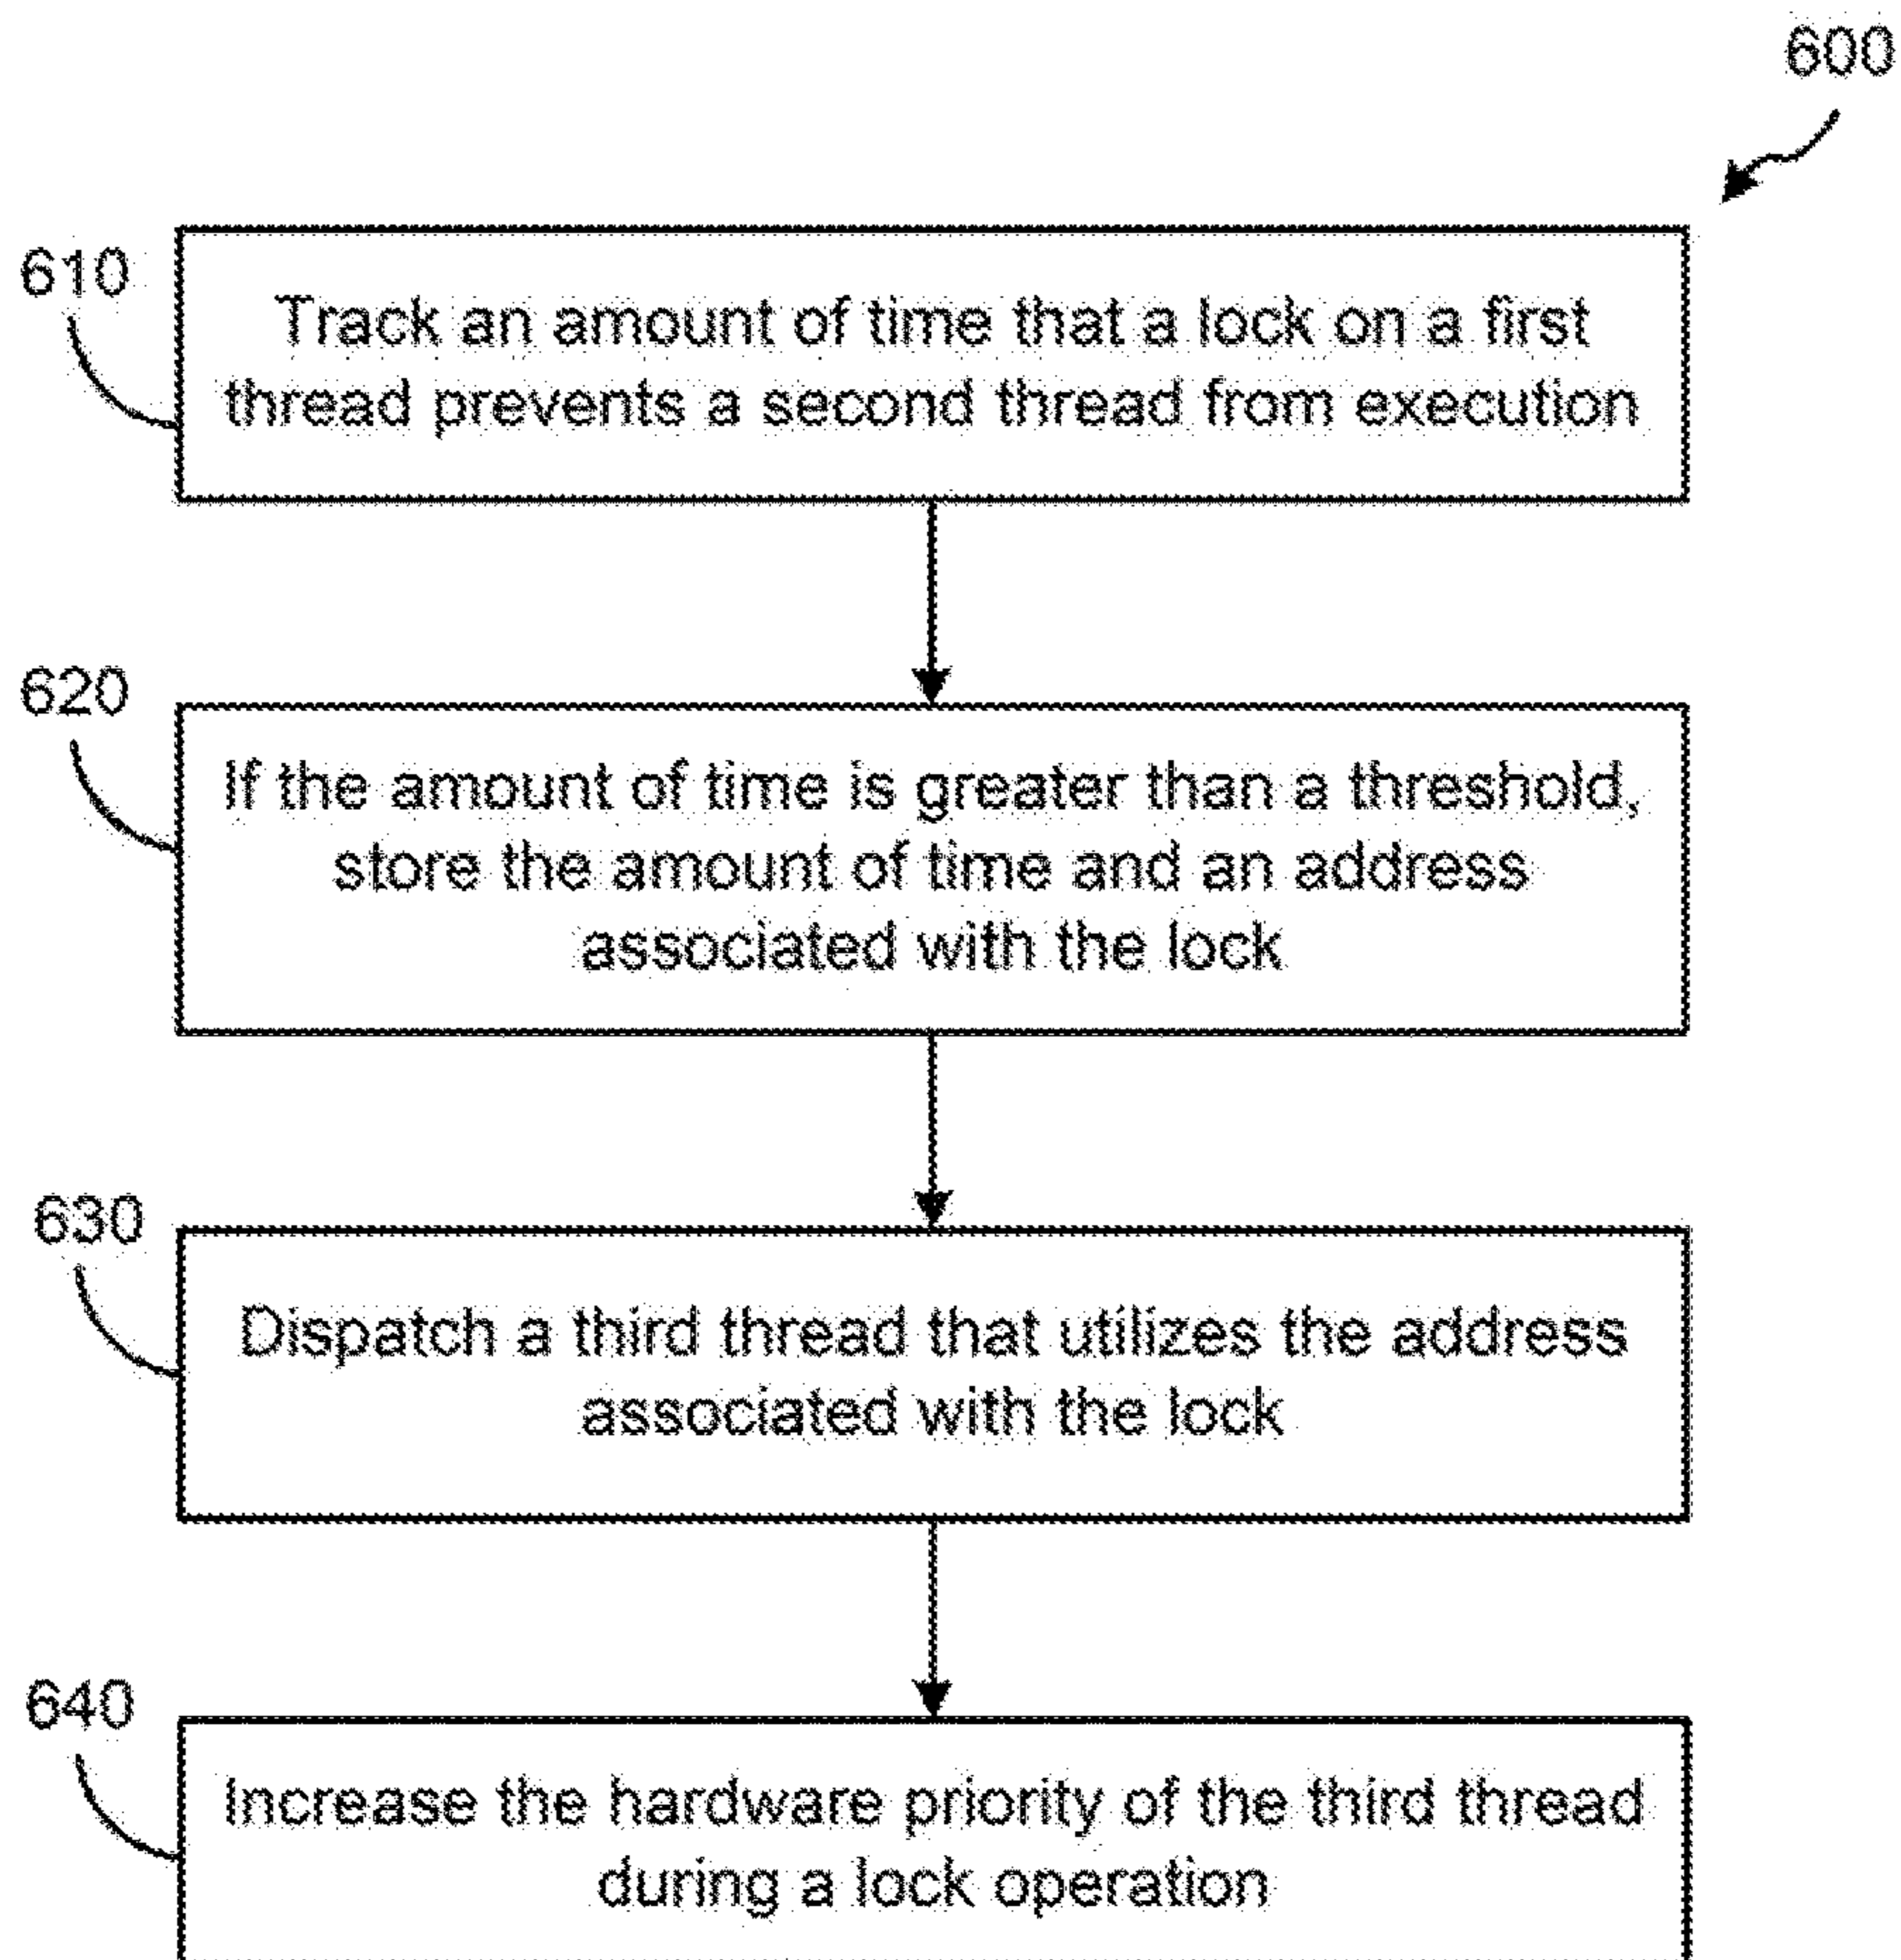 600
610
Track an amount of time that a lock on a first
thread prevents a second thread from execution
620
If the amount of time is greater than a threshold,
store the amount of time and an address
associated with the lock
630
Dispatch a third thread that utilizes the address
associated with the lock
640
Increase the hardware priority of the third thread
during a lock operation